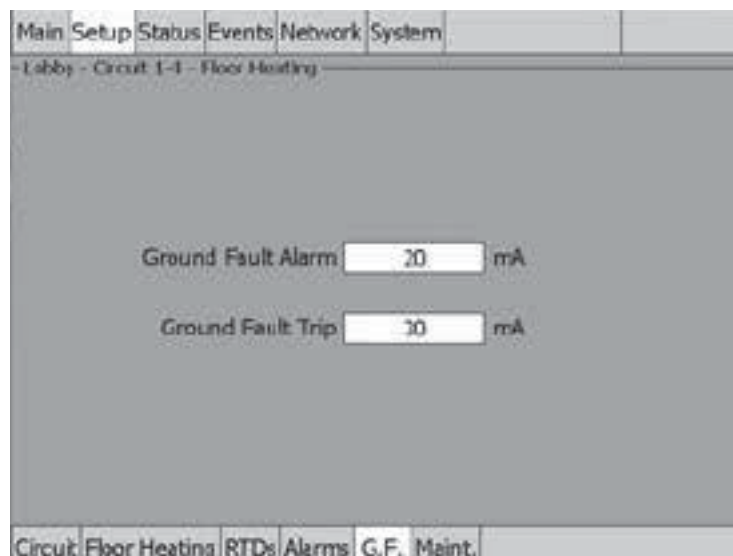 Main Setup Status Events Network System
Lobby - Circuit 1-1 - Floor Heating
Ground Fault Alarm 20 mA
Ground Fault Trip 30 mA
Circuit Floor Heating RTDs Alarms G.F. Maint.